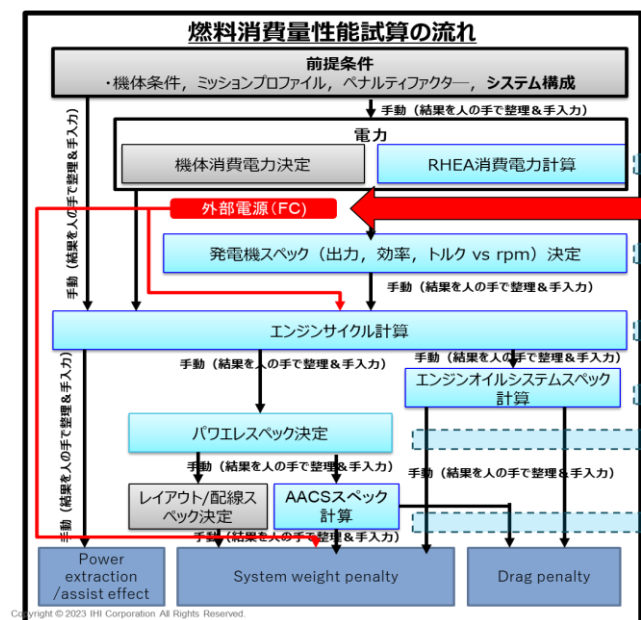 燃料消費量性能試算の流れ
前提条件
・機体条件，ミッションプロファイル，ペナルティファクター，システム構成
手動（結果を人の手で整理＆手入力）
電力
機体消費電力決定
RHEA消費電力計算
外部電源（FC）
手動（結果を人の手で整理＆手入力）
発電機スペック（出力，効率，トルク vs rpm）決定
手動（結果を人の手で整理＆手入力）
エンジンサイクル計算
手動（結果を人の手で整理＆手入力）
手動（結果を人の手で整理＆手入力）
手動（結果を人の手で整理＆手入力）
エンジンオイルシステムスペック
計算
パワエレスペック決定
手動（結果を人の手で整理＆手入力）
手動（結果を人の手で整理＆手入力）
レイアウト/配線ス
ペック決定
AACSスペック
計算
手動（結果を人の手で整理＆手入力）
Power
extraction
/assist effect
System weight penalty
Drag penalty
Copyright © 2023 IHI Corporation All Rights Reserved.